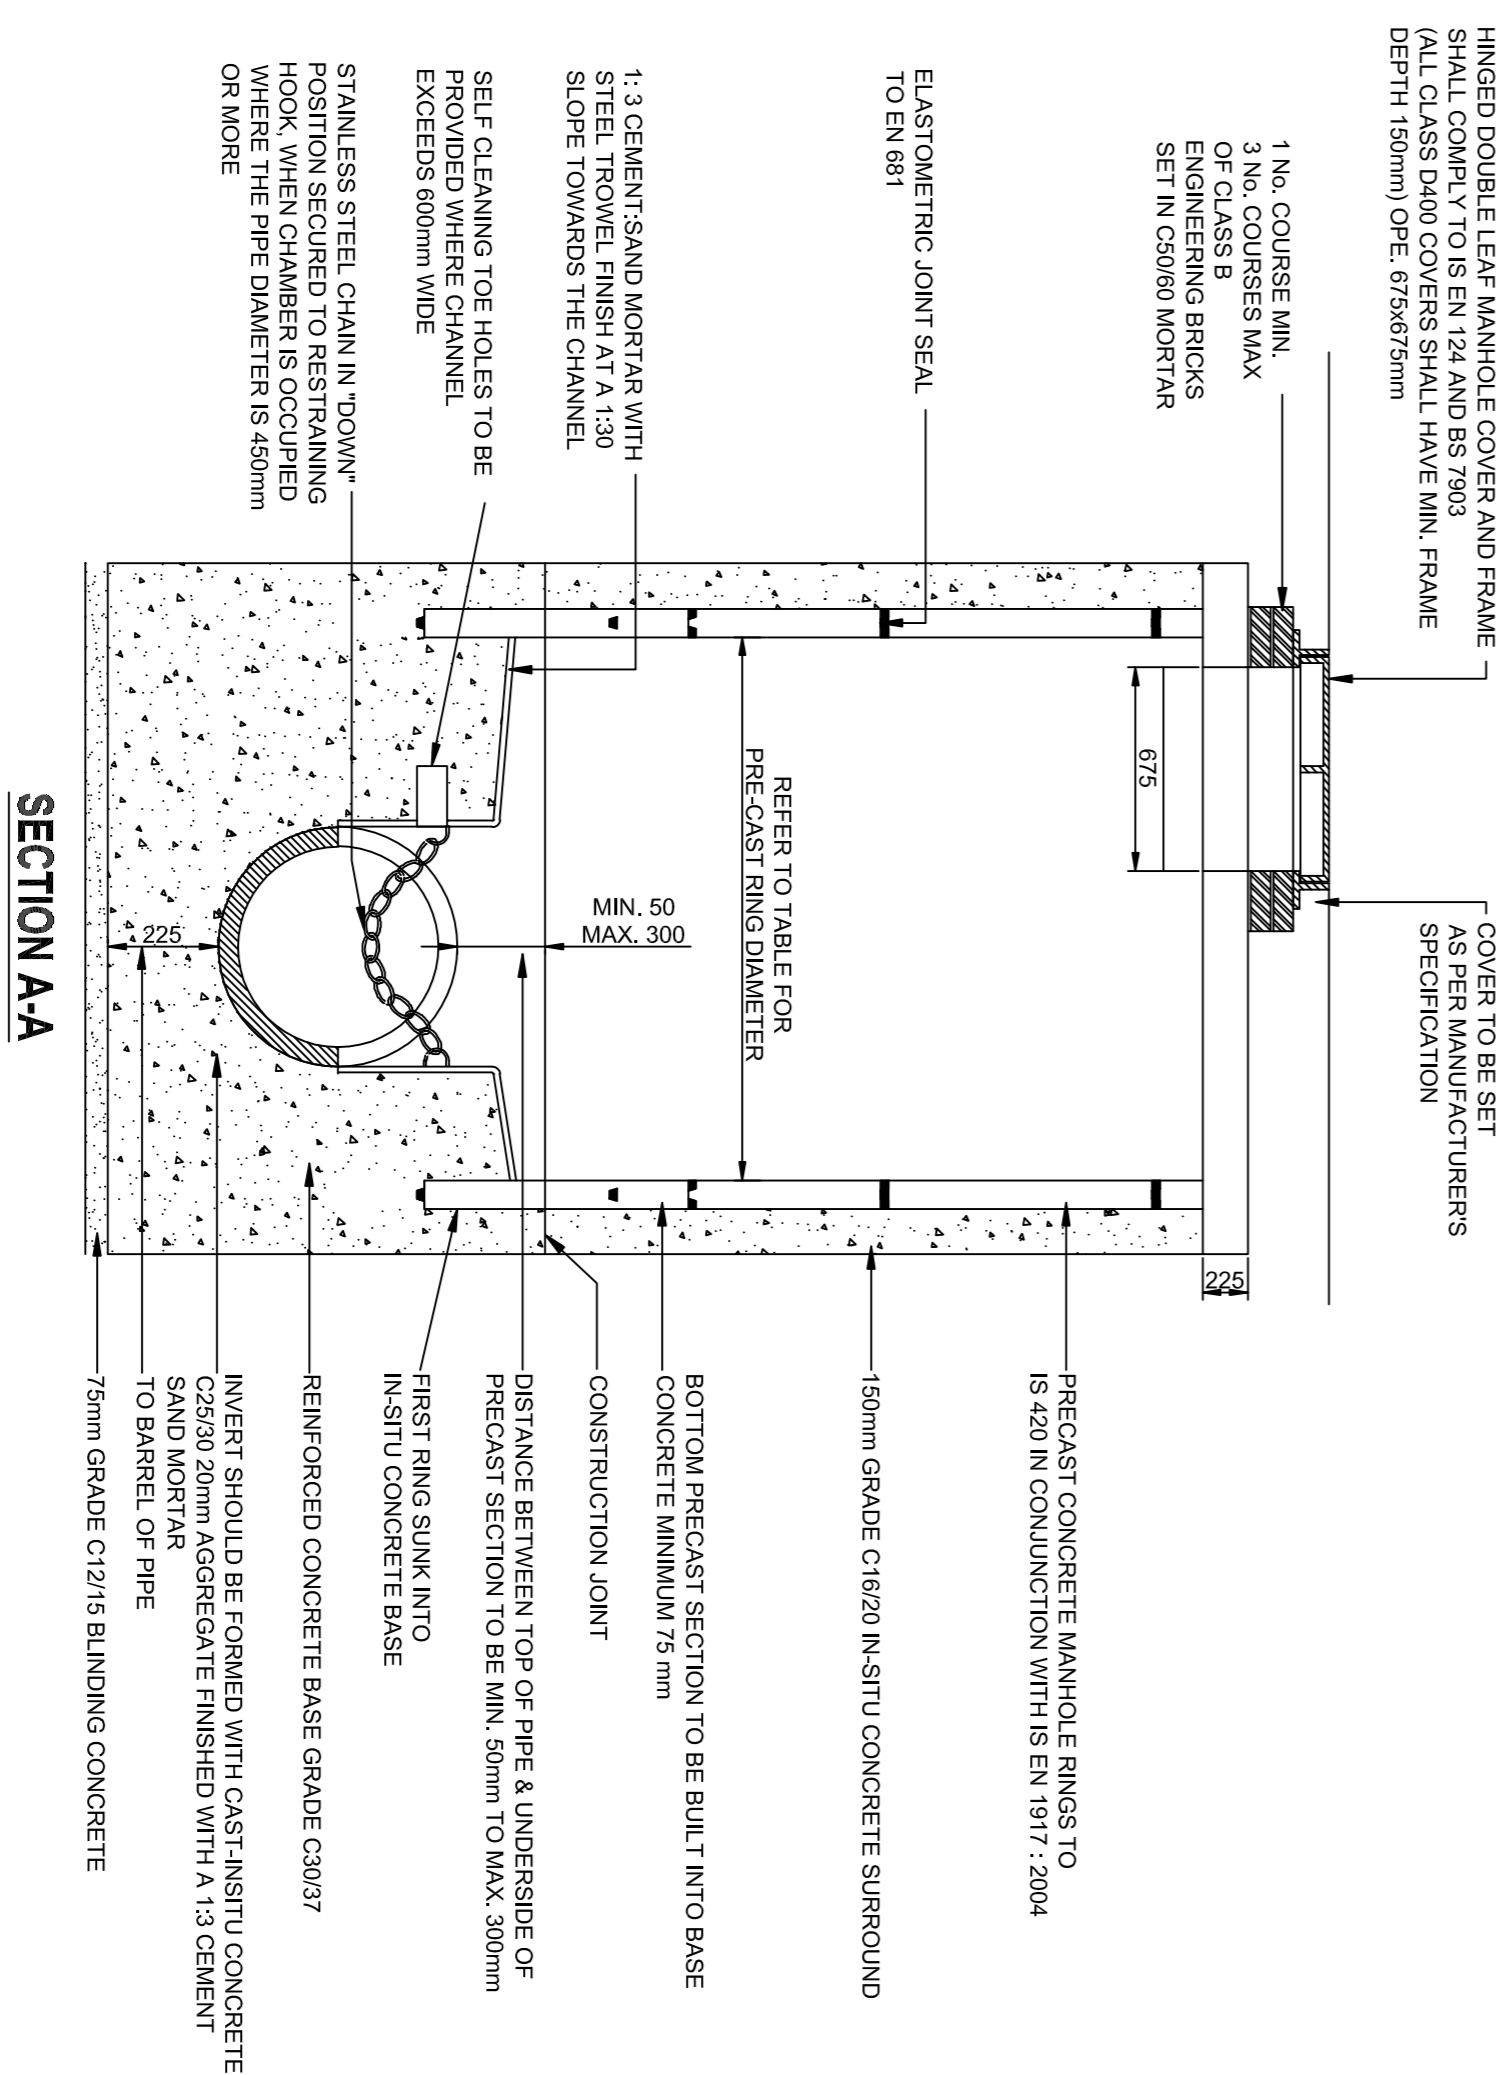 HINGED DOUBLE LEAF MANHOLE COVER AND FRAME
SHALL COMPLY TO IS EN 124 AND BS 7903
(ALL CLASS D400 COVERS SHALL HAVE MIN. FRAME
DEPTH 150mm) OPE. 675x675mm
1 No. COURSE MIN.
3 No. COURSES MAX
OF CLASS B
ENGINEERING BRICKS
SET IN C50/60 MORTAR
ELASTOMETRIC JOINT SEAL
TO EN 681
1: 3 CEMENT:SAND MORTAR WITH
STEEL TROWEL FINISH AT A 1:30
SLOPE TOWARDS THE CHANNEL
SELF CLEANING TOE HOLES TO BE
PROVIDED WHERE CHANNEL
EXCEEDS 600mm WIDE
STAINLESS STEEL CHAIN IN "DOWN"
POSITION SECURED TO RESTRAINING
HOOK, WHEN CHAMBER IS OCCUPIED
WHERE THE PIPE DIAMETER IS 450mm
OR MORE
675
REFER TO TABLE FOR
PRE-CAST RING DIAMETER
MIN. 50
MAX. 300
225
225
COVER TO BE SET
AS PER MANUFACTURER'S
SPECIFICATION
PRECAST CONCRETE MANHOLE RINGS TO
IS 420 IN CONJUNCTION WITH IS EN 1917 : 2004
150mm GRADE C16/20 IN-SITU CONCRETE SURROUND
BOTTOM PRECAST SECTION TO BE BUILT INTO BASE
CONCRETE MINIMUM 75 mm
CONSTRUCTION JOINT
DISTANCE BETWEEN TOP OF PIPE & UNDERSIDE OF
PRECAST SECTION TO BE MIN. 50mm TO MAX. 300mm
FIRST RING SUNK INTO
IN-SITU CONCRETE BASE
REINFORCED CONCRETE BASE GRADE C30/37
INVERT SHOULD BE FORMED WITH CAST-INSITU CONCRETE
C25/30 20mm AGGREGATE FINISHED WITH A 1:3 CEMENT
SAND MORTAR
TO BARREL OF PIPE
75mm GRADE C12/15 BLINDING CONCRETE
SECTION A-A